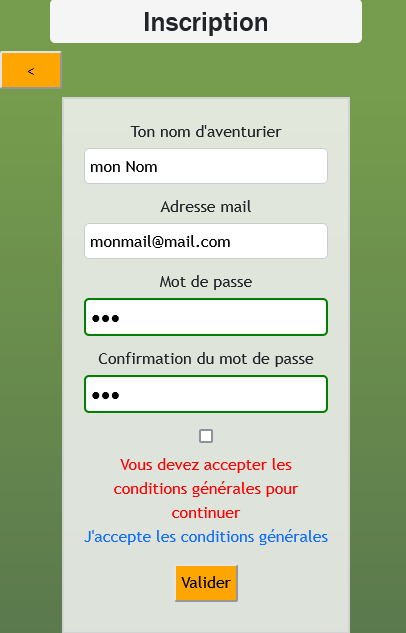 Inscription
<
Ton nom d'aventurier
mon Nom
Adresse mail
monmail@mail.com
Mot de passe
●●●
Confirmation du mot de passe
●●●
Vous devez accepter les
conditions générales pour
continuer
J'accepte les conditions générales
Valider